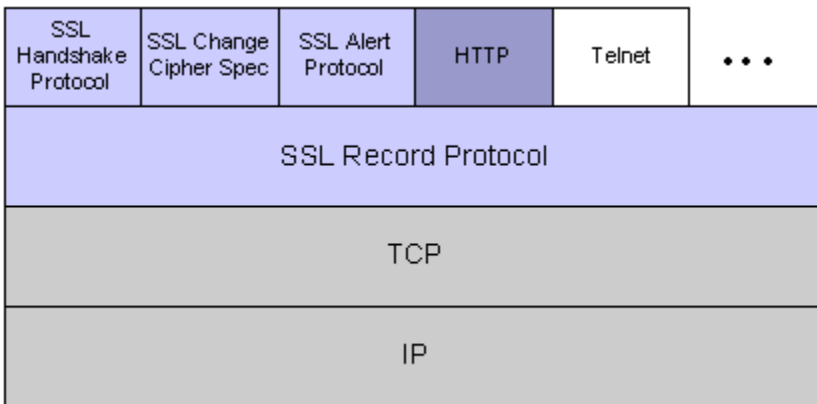 SSL
Handshake
Protocol
SSL Change
Cipher Spec
SSL Alert
Protocol
HTTP
Telnet
...
SSL Record Protocol
TCP
IP